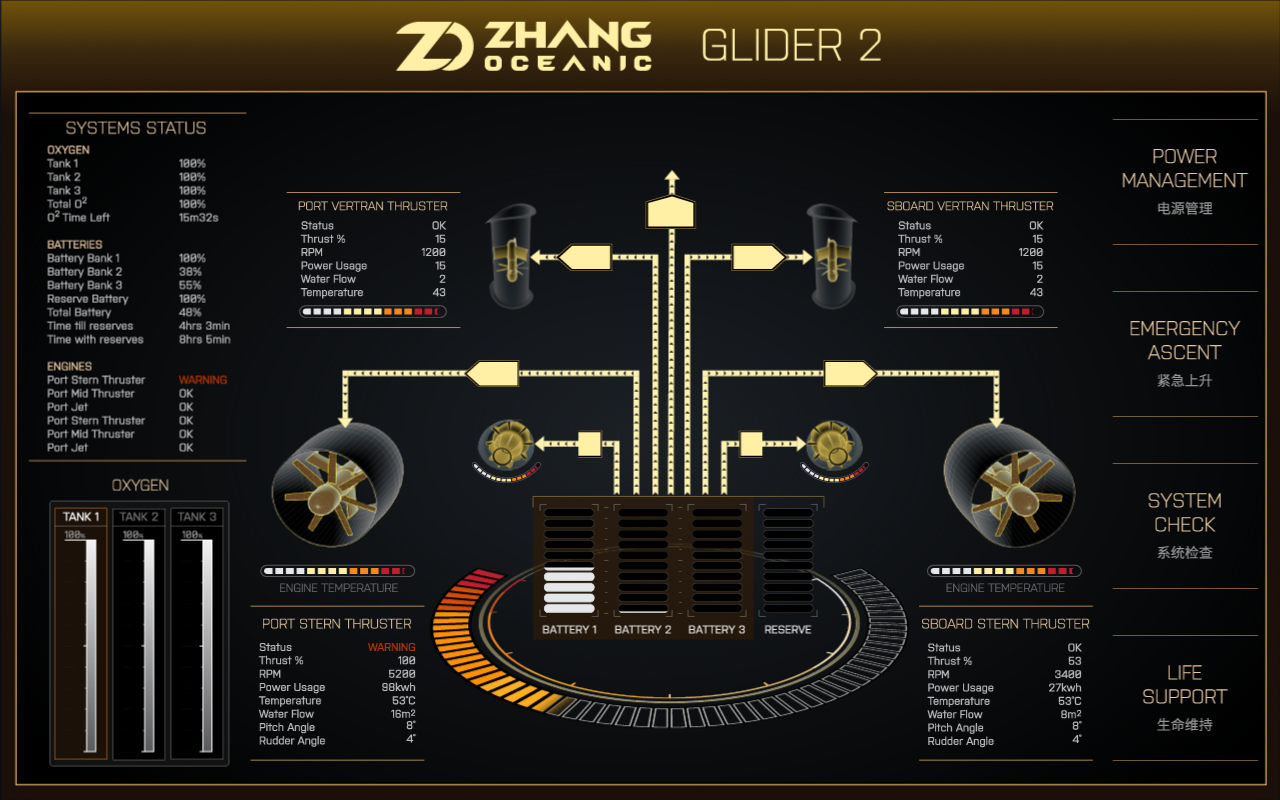 ZHANG
OCEANIC
GLIDER 2
SYSTEMS STATUS
OXYGEN
Tank 1 100%
Tank 2 100%
Tank 3 100%
Total O² 100%
O² Time Left 15m32s
BATTERIES
Battery Bank 1 100%
Battery Bank 2 38%
Battery Bank 3 55%
Reserve Battery 100%
Total Battery 48%
Time till reserves 4hrs 3min
Time with reserves 8hrs 5min
ENGINES
Port Stern Thruster WARNING
Port Mid Thruster OK
Port Jet OK
Port Stern Thruster OK
Port Mid Thruster OK
Port Jet OK
OXYGEN
TANK 1 TANK 2 TANK 3
100% 100% 100%
PORT VERTRAN THRUSTER
Status OK
Thrust % 15
RPM 1200
Power Usage 15
Water Flow 2
Temperature 43
SBOARD VERTRAN THRUSTER
Status OK
Thrust % 15
RPM 1200
Power Usage 15
Water Flow 2
Temperature 43
ENGINE TEMPERATURE
PORT STERN THRUSTER
Status WARNING
Thrust % 100
RPM 5200
Power Usage 98kwh
Temperature 53°C
Water Flow 16m²
Pitch Angle 8°
Rudder Angle 4°
BATTERY 1 BATTERY 2 BATTERY 3 RESERVE
ENGINE TEMPERATURE
SBOARD STERN THRUSTER
Status OK
Thrust % 53
RPM 3400
Power Usage 27kwh
Temperature 53°C
Water Flow 8m²
Pitch Angle 8°
Rudder Angle 4°
POWER
MANAGEMENT
电源管理
EMERGENCY
ASCENT
紧急上升
SYSTEM
CHECK
系统检查
LIFE
SUPPORT
生命维持